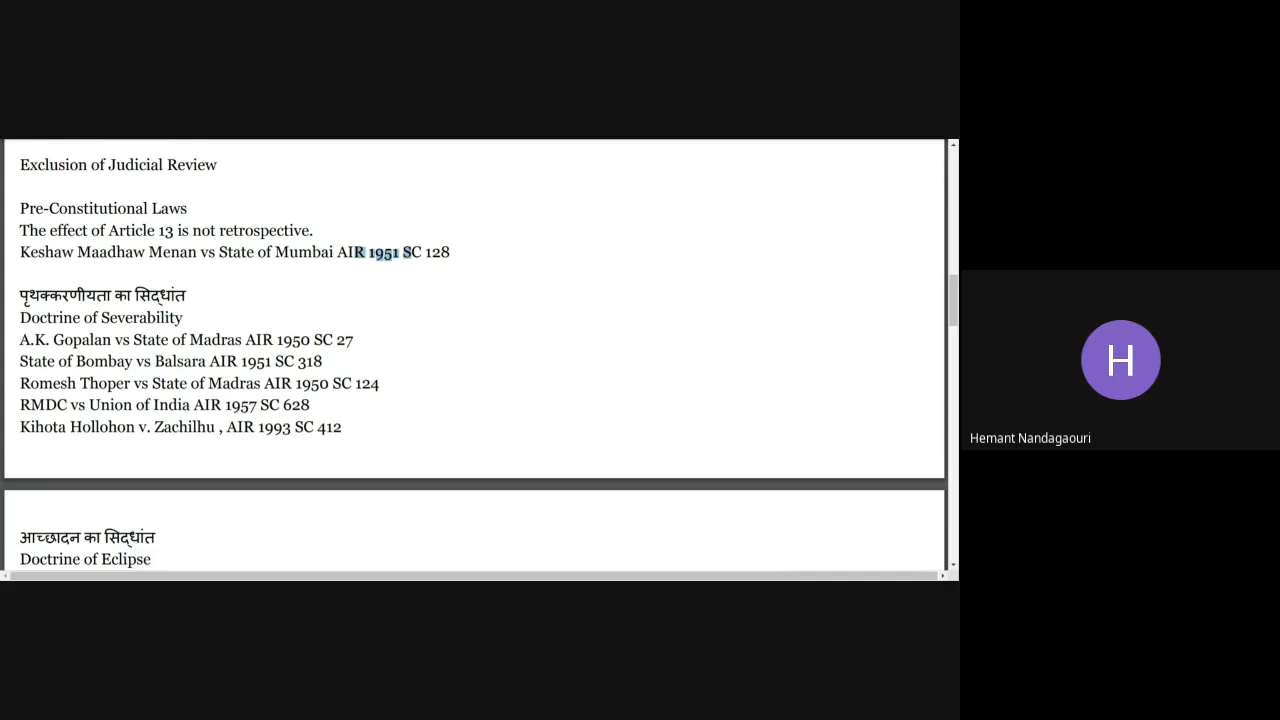 Exclusion of Judicial Review
Pre-Constitutional Laws
The effect of Article 13 is not retrospective.
Keshaw Maadhaw Menan vs State of Mumbai AIR 1951 SC 128
पृथक्करणीयता का सिद्धांत
Doctrine of Severability
A.K. Gopalan vs State of Madras AIR 1950 SC 27
State of Bombay vs Balsara AIR 1951 SC 318
Romesh Thoper vs State of Madras AIR 1950 SC 124
RMDC vs Union of India AIR 1957 SC 628
Kihota Hollohon v. Zachilhu , AIR 1993 SC 412
आच्छादन का सिद्धांत
Doctrine of Eclipse
H
Hemant Nandagaouri